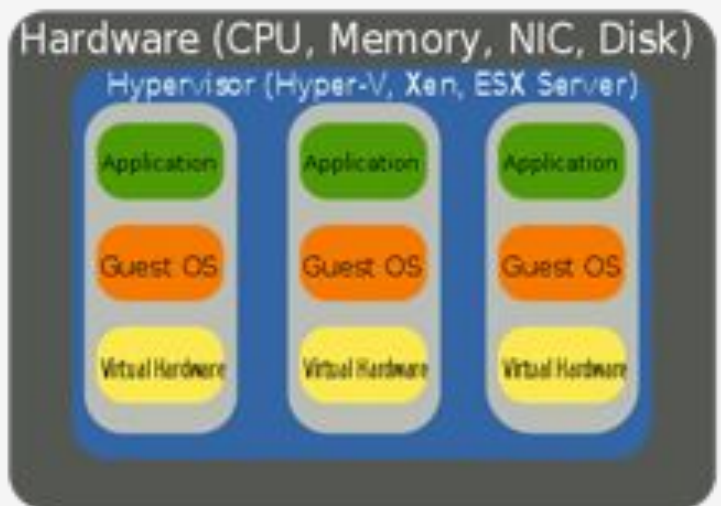 Hardware (CPU, Memory, NIC, Disk)
Hypervisor (Hyper-V, Xen, ESX Server)
Application Application Application
Guest OS Guest OS Guest OS
Virtual Hardware Virtual Hardware Virtual Hardware